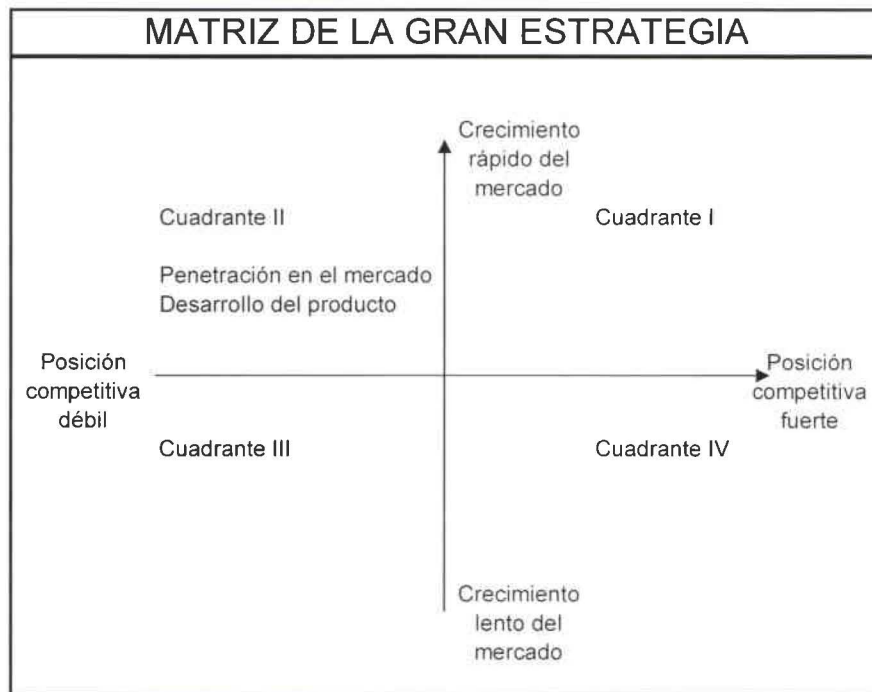 MATRIZ DE LA GRAN ESTRATEGIA
Crecimiento
rápido del
mercado
Cuadrante II
Cuadrante I
Penetración en el mercado
Desarrollo del producto
Posición
competitiva
débil
Posición
competitiva
fuerte
Cuadrante III
Cuadrante IV
Crecimiento
lento del
mercado